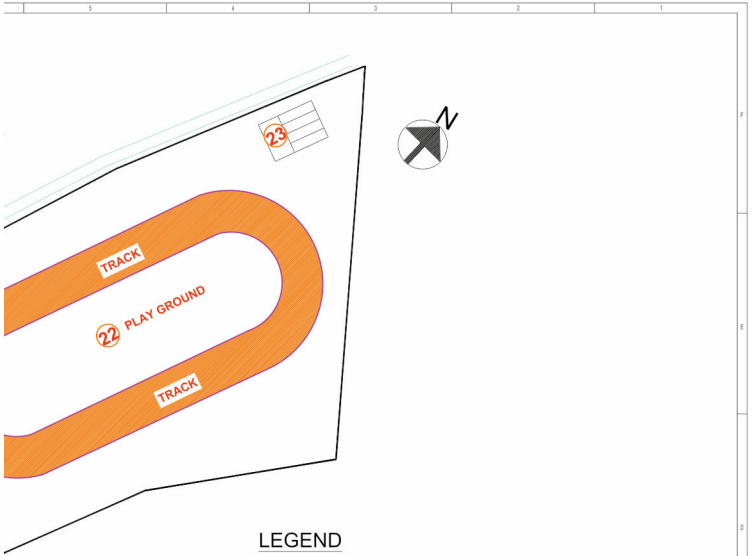 5 4 3 2 1
F
N
23
TRACK
E
22 PLAY GROUND
TRACK
D
LEGEND